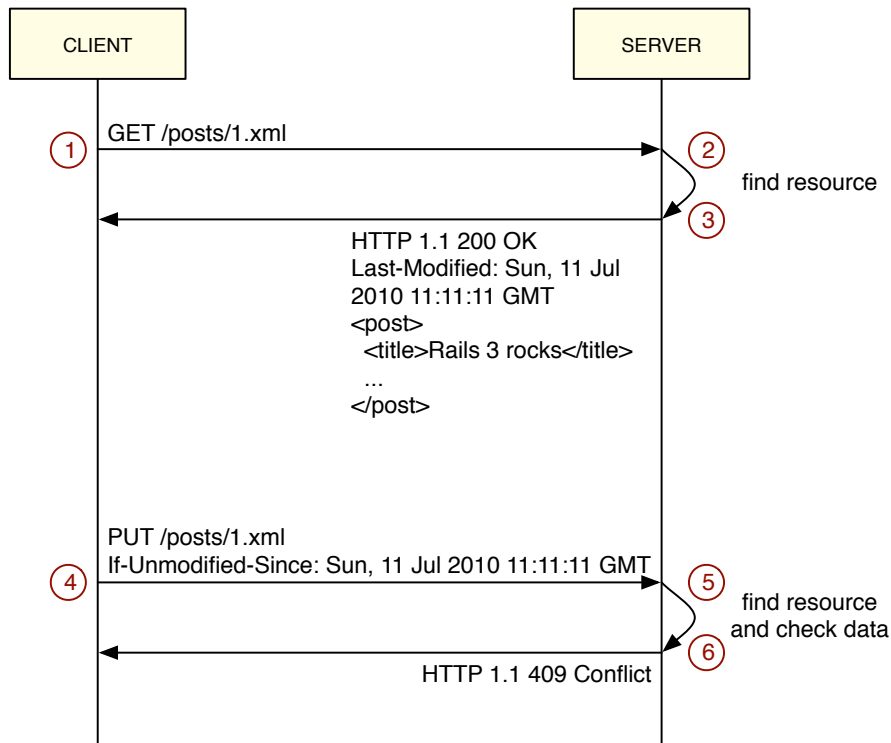 CLIENT
SERVER
GET /posts/1.xml
1
2
find resource
3
HTTP 1.1 200 OK
Last-Modified: Sun, 11 Jul
2010 11:11:11 GMT
<post>
<title>Rails 3 rocks</title>
...
</post>
PUT /posts/1.xml
If-Unmodified-Since: Sun, 11 Jul 2010 11:11:11 GMT
4
5
find resource
and check data
6
HTTP 1.1 409 Conflict